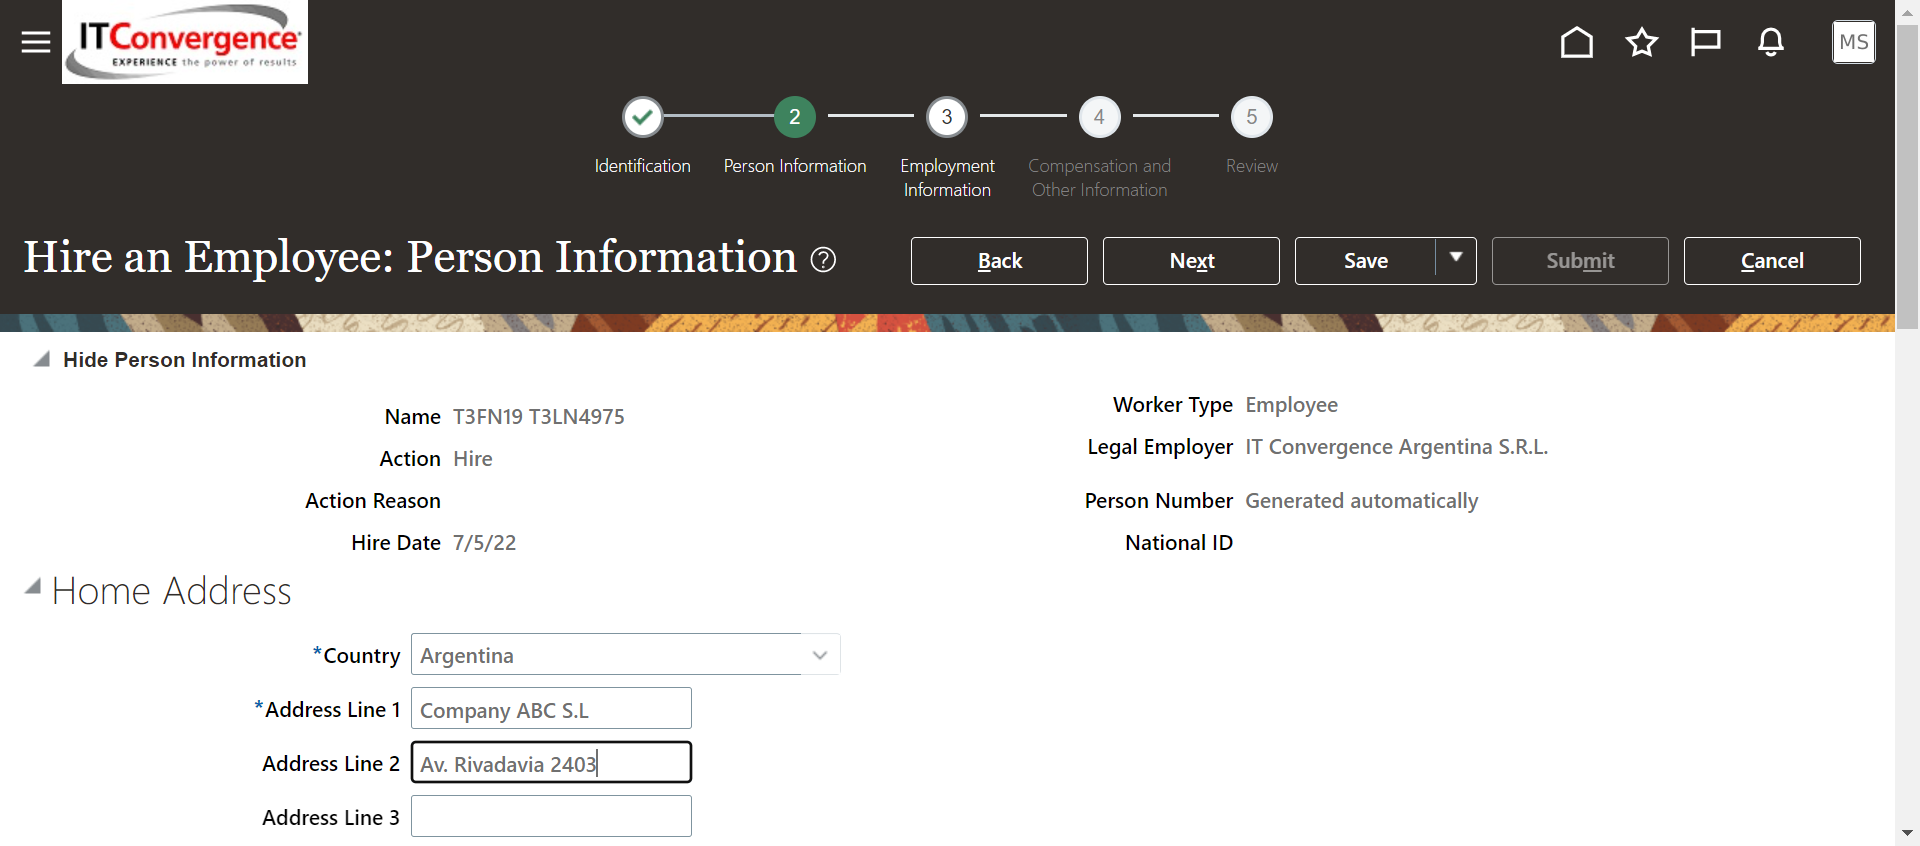 ITConvergence
EXPERIENCE the power of results
MS
2
3
4
5
Identification
Person Information
Employment
Information
Compensation and
Other Information
Review
Hire an Employee: Person Information ?
Back
Next
Save
Submit
Cancel
Hide Person Information
Name T3FN19 T3LN4975
Action Hire
Action Reason
Hire Date 7/5/22
Worker Type Employee
Legal Employer IT Convergence Argentina S.R.L.
Person Number Generated automatically
National ID
Home Address
*Country Argentina
*Address Line 1 Company ABC S.L
Address Line 2 Av. Rivadavia 2403
Address Line 3